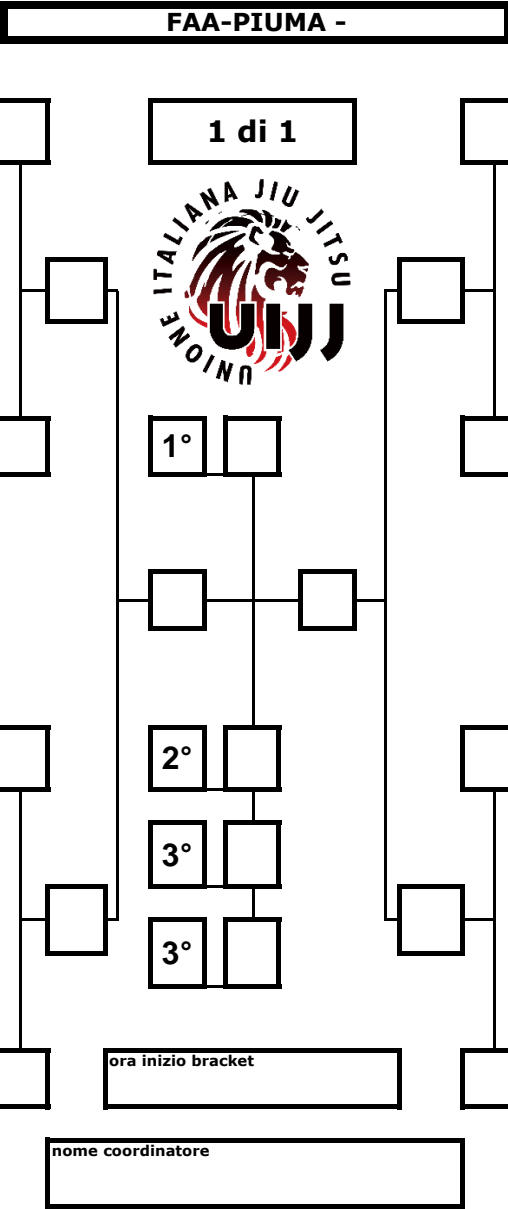 FAA-PIUMA -
1 di 1
UNIONE ITALIANA JIU JITSU
UIJJ
1°
2°
3°
3°
ora inizio bracket
nome coordinatore